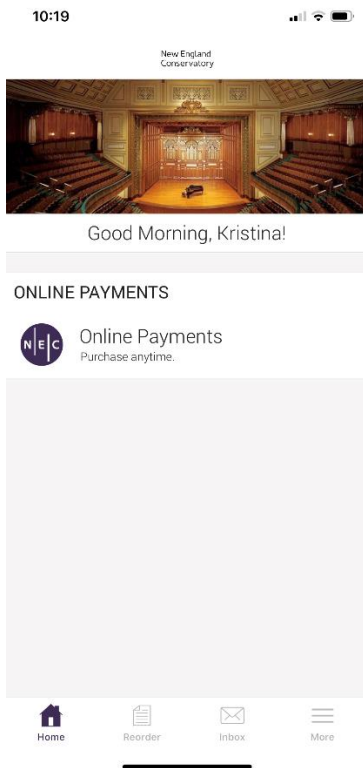 10:19
New England
Conservatory
Good Morning, Kristina!
ONLINE PAYMENTS
N|E|C
Online Payments
Purchase anytime.
Home
Reorder
Inbox
More